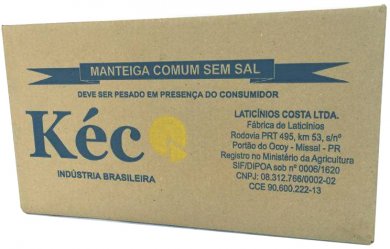 MANTEIGA COMUM SEM SAL
DEVE SER PESADO EM PRESENÇA DO CONSUMIDOR
Kéc
INDÚSTRIA BRASILEIRA
LATICÍNIOS COSTA LTDA.
Fábrica de Laticínios
Rodovia PRT 495, km 53, s/nº
Portão do Ocoy - Missal - PR
Registro no Ministério da Agricultura
SIF/DIPOA sob nº 0006/1620
CNPJ: 08.312.766/0002-02
CCE 90.600.222-13